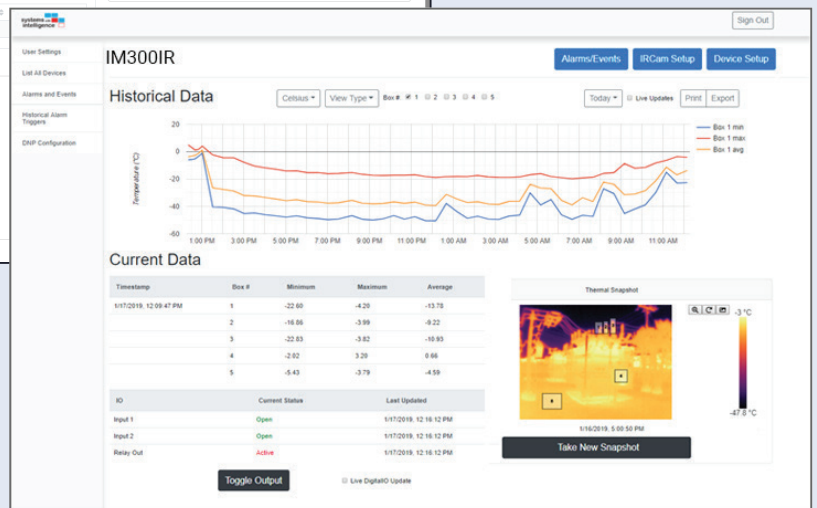 systems with
intelligence
Sign Out
User Settings
List All Devices
Alarms and Events
Historical Alarm
Triggers
DNP Configuration
IM300IR
Alarms/Events IRCam Setup Device Setup
Historical Data
Celsius View Type Box # 1 2 3 4 5 Today Live Updates Print Export
Temperature (°C)
20
0
-20
-40
-60
Box 1 min
Box 1 max
Box 1 avg
1:00 PM 3:00 PM 5:00 PM 7:00 PM 9:00 PM 11:00 PM 1:00 AM 3:00 AM 5:00 AM 7:00 AM 9:00 AM 11:00 AM
Current Data
Timestamp Box # Minimum Maximum Average
1/17/2019, 12:09:47 PM 1 -22.60 -4.20 -13.78
2 -16.86 -3.99 -9.22
3 -22.83 -3.82 -10.93
4 -2.02 3.20 0.66
5 -5.43 -3.79 -4.59
IO Current Status Last Updated
Input 1 Open 1/17/2019, 12:16:12 PM
Input 2 Open 1/17/2019, 12:16:12 PM
Relay Out Active 1/17/2019, 12:16:12 PM
Toggle Output Live DigitalIO Update
Thermal Snapshot
-3 °C
-47.8 °C
1/16/2019, 5:00:50 PM
Take New Snapshot